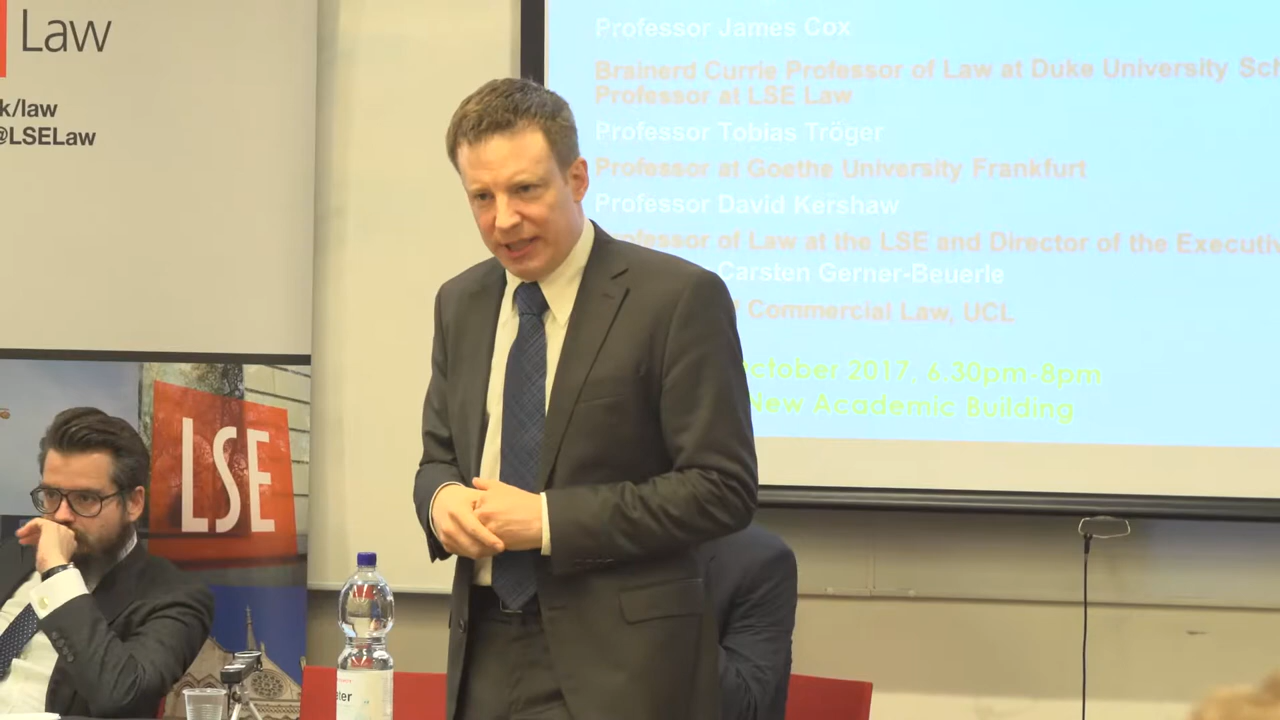 Law
k/law
@LSELaw
LSE
Professor James Cox
Brainerd Currie Professor of Law at Duke University Sch
Professor at LSE Law
Professor Tobias Tröger
Professor at Goethe University Frankfurt
Professor David Kershaw
Professor of Law at the LSE and Director of the Executiv
Carsten Gerner-Beuerle
Commercial Law, UCL
ctober 2017, 6.30pm-8pm
New Academic Building